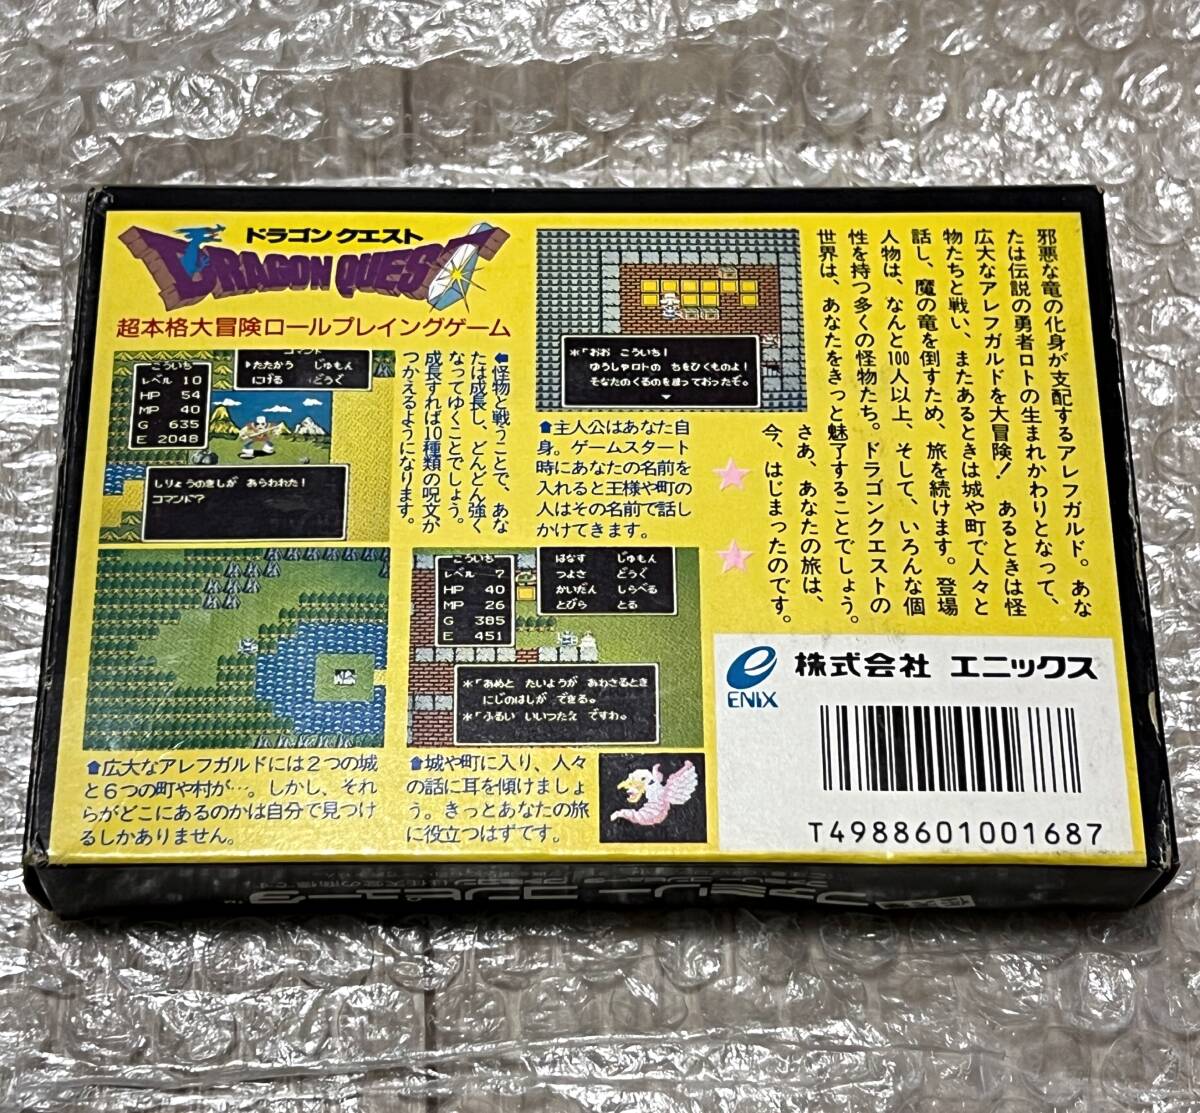 ドラゴンクエスト
DRAGON QUEST
超本格大冒険ロールプレイングゲーム
こういち
レベル 10
HP 54
MP 40
G 635
E 2048
コマンド
たたかう じゅもん
にげる どうぐ
しりょうのきしが あらわれた!
コマンド?
⬆怪物と戦うことで、あな
たは成長し、どんどん強く
なってゆくことでしょう。
成長すれば10種類の呪文が
つかえるようになります。
*「おお こういち!
ゆうしゃロトの ちをひくものよ!
そなたのくるのを まっておったぞ。
⬆主人公はあなた自
身。ゲームスタート
時にあなたの名前を
入れると王様や町の
人はその名前で話し
かけてきます。
邪悪な竜の化身が支配するアレフガルド。あな
たは伝説の勇者ロトの生まれかわりとなって、
広大なアレフガルドを大冒険! あるときは怪
物たちと戦い、またあるときは城や町で人々と
話し、魔の竜を倒すため、旅を続けます。登場
人物は、なんと100人以上、そして、いろんな個
性を持つ多くの怪物たち。ドラゴンクエストの
世界は、あなたをきっと魅了することでしょう。
さあ、あなたの旅は、
今、はじまったのです。
⬆広大なアレフガルドには2つの城
と6つの町や村が…。しかし、それ
らがどこにあるのかは自分で見つけ
るしかありません。
こういち
レベル 7
HP 40
MP 26
G 385
E 451
はなす じゅもん
つよさ どうぐ
かいだん しらべる
とびら とる
*「あめと たいようが あわさるとき
にじのはしが できる。
*「ふるい いいつたえ ですわ。
⬆城や町に入り、人々
の話に耳を傾けましょ
う。きっとあなたの旅
に役立つはずです。
ENIX
株式会社 エニックス
T4988601001687
ファミリーコンピュータ